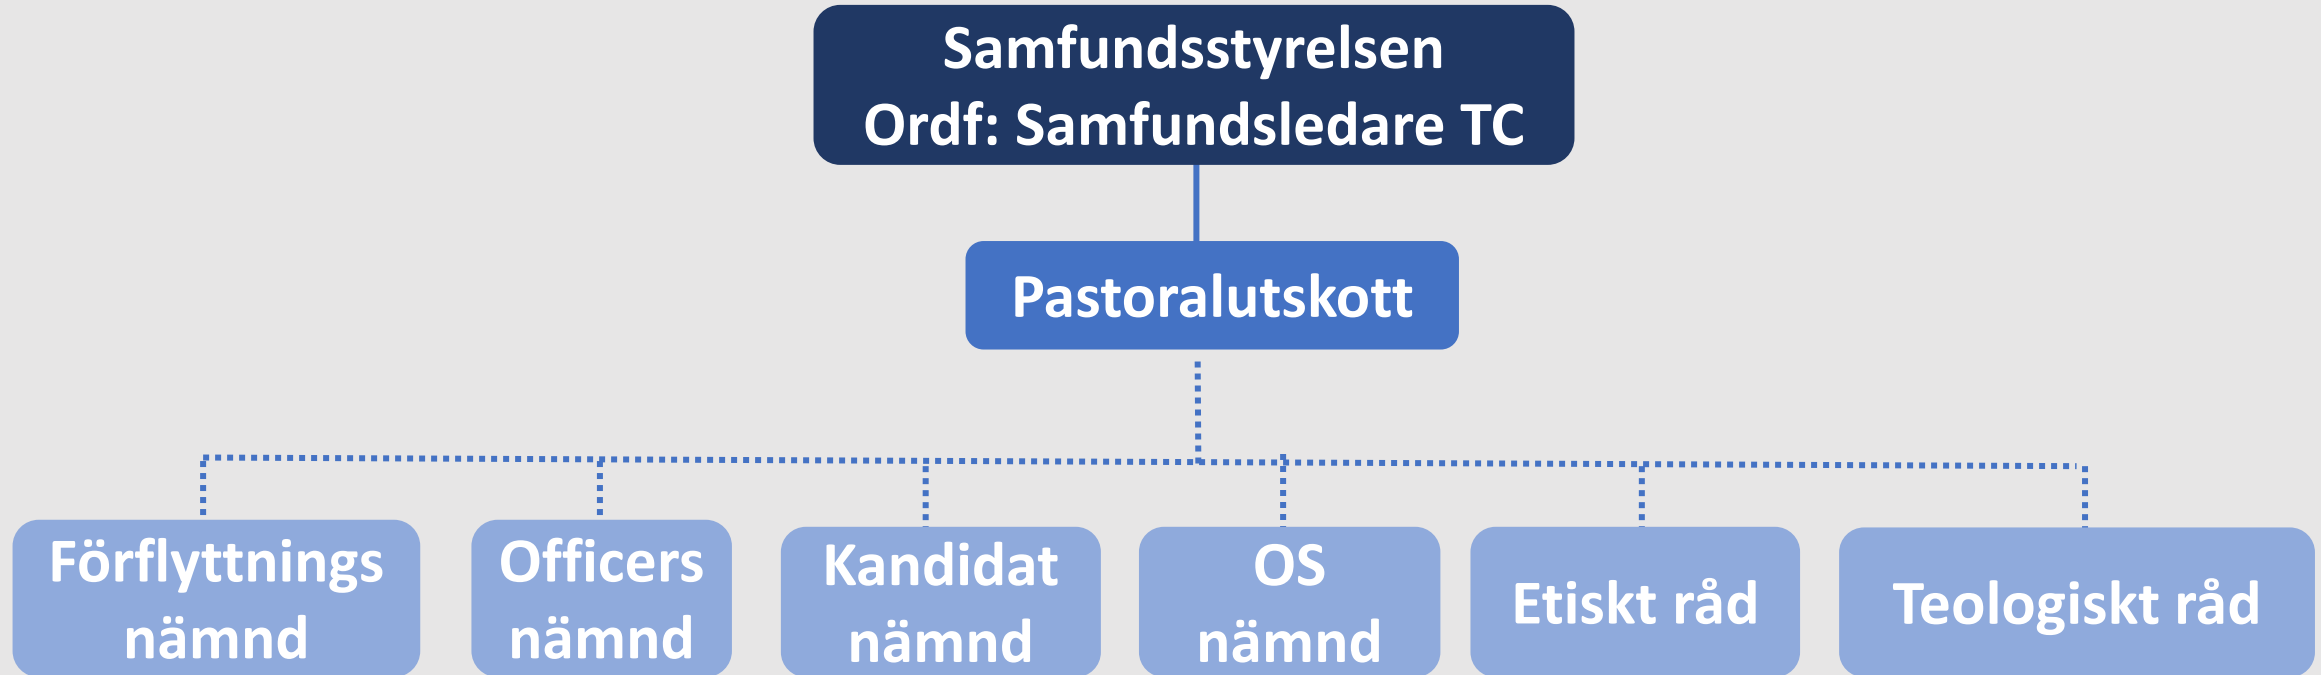 Samfundsstyrelsen
Ordf: Samfundsledare TC
Pastoralutskott
Förflyttnings
nämnd
Officers
nämnd
Kandidat
nämnd
OS
nämnd
Etiskt råd
Teologiskt råd